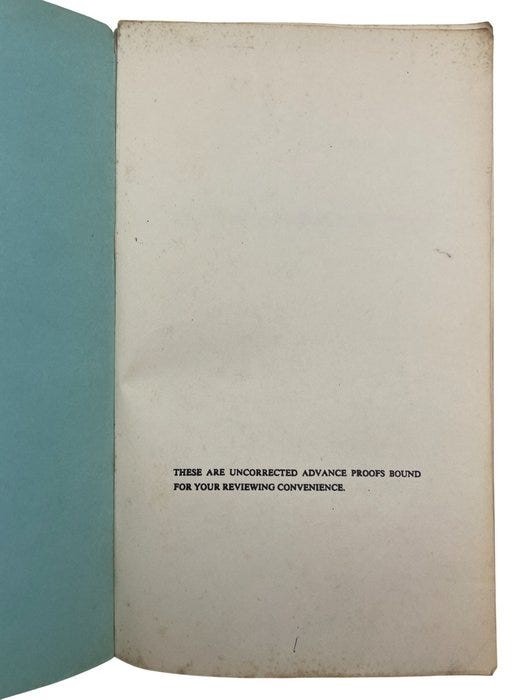 THESE ARE UNCORRECTED ADVANCE PROOFS BOUND
FOR YOUR REVIEWING CONVENIENCE.